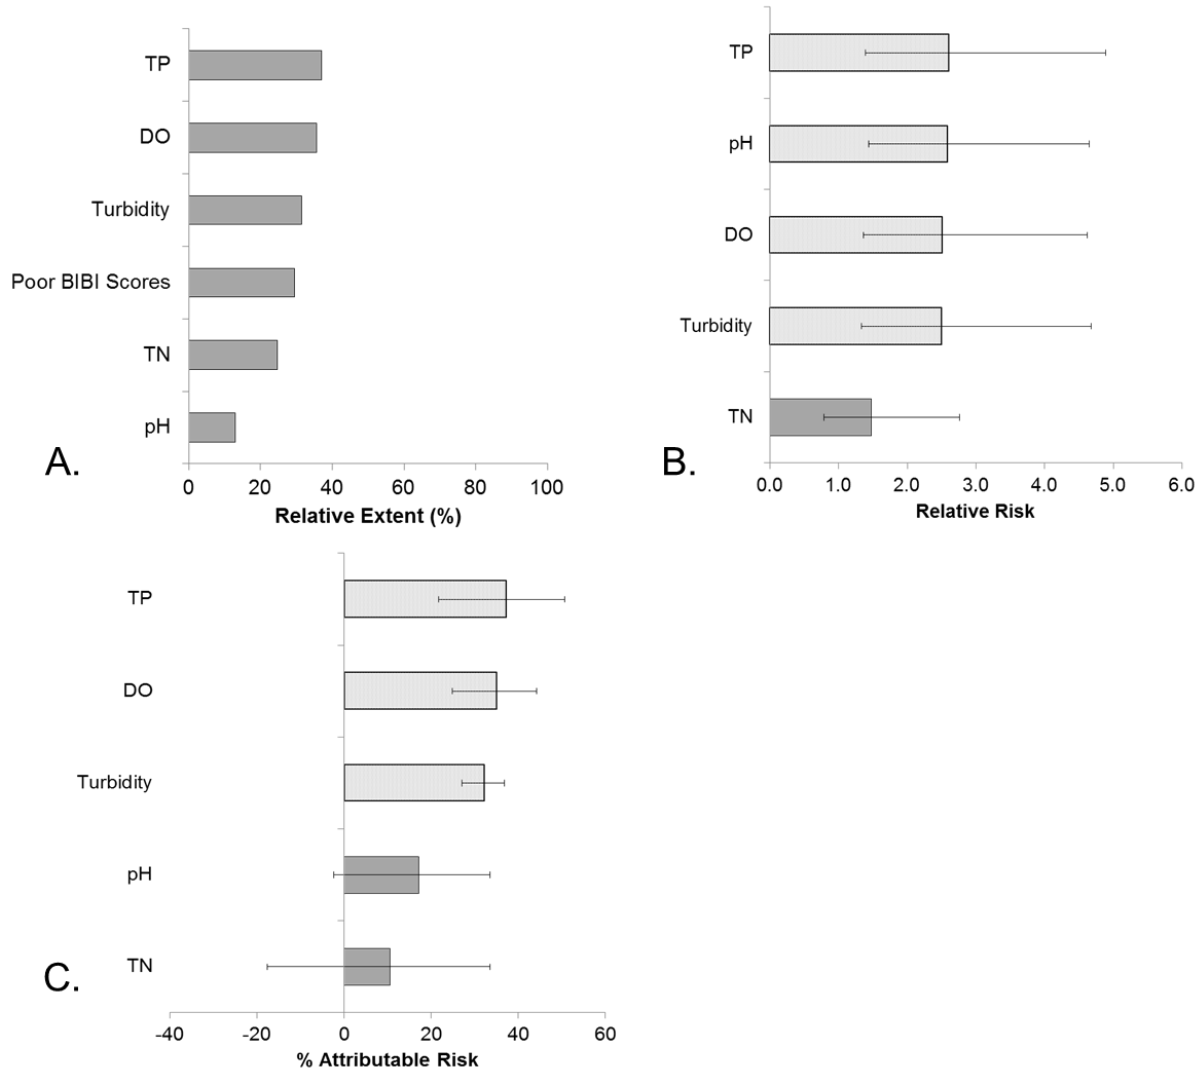 TP
DO
Turbidity
Poor BIBI Scores
TN
pH
A.
0 20 40 60 80 100
Relative Extent (%)
TP
pH
DO
Turbidity
TN
B.
0.0 1.0 2.0 3.0 4.0 5.0 6.0
Relative Risk
TP
DO
Turbidity
pH
TN
C.
-40 -20 0 20 40 60
% Attributable Risk